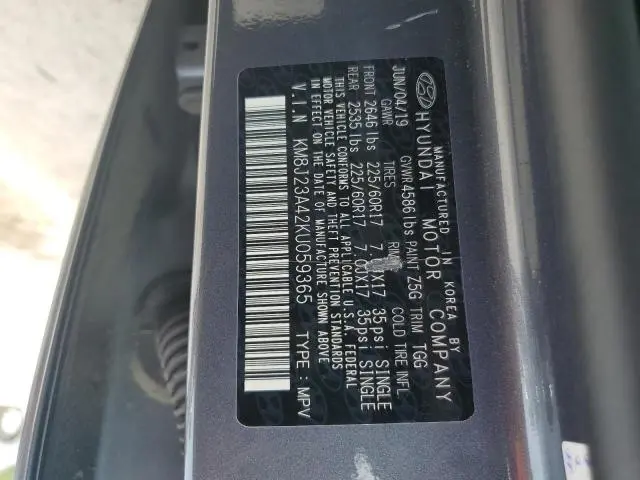 MANUFACTURED IN KOREA BY
HYUNDAI MOTOR COMPANY
JUN/04/19 GVWR 4586 lbs PAINT Z6G TRIM TGG
GAWR TIRES RIMS COLD TIRE INFL.
FRONT 2646 lbs 225/60R17 7.0JX17 35psi: SINGLE
REAR 2535 lbs 225/60R17 7.0JX17 35psi: SINGLE
THIS VEHICLE CONFORMS TO ALL APPLICABLE U.S.A. FEDERAL
MOTOR VEHICLE SAFETY AND THEFT PREVENTION STANDARDS
IN EFFECT ON THE DATE OF MANUFACTURE SHOWN ABOVE
V.I.N KM8J23A42KU059365 TYPE: MPV